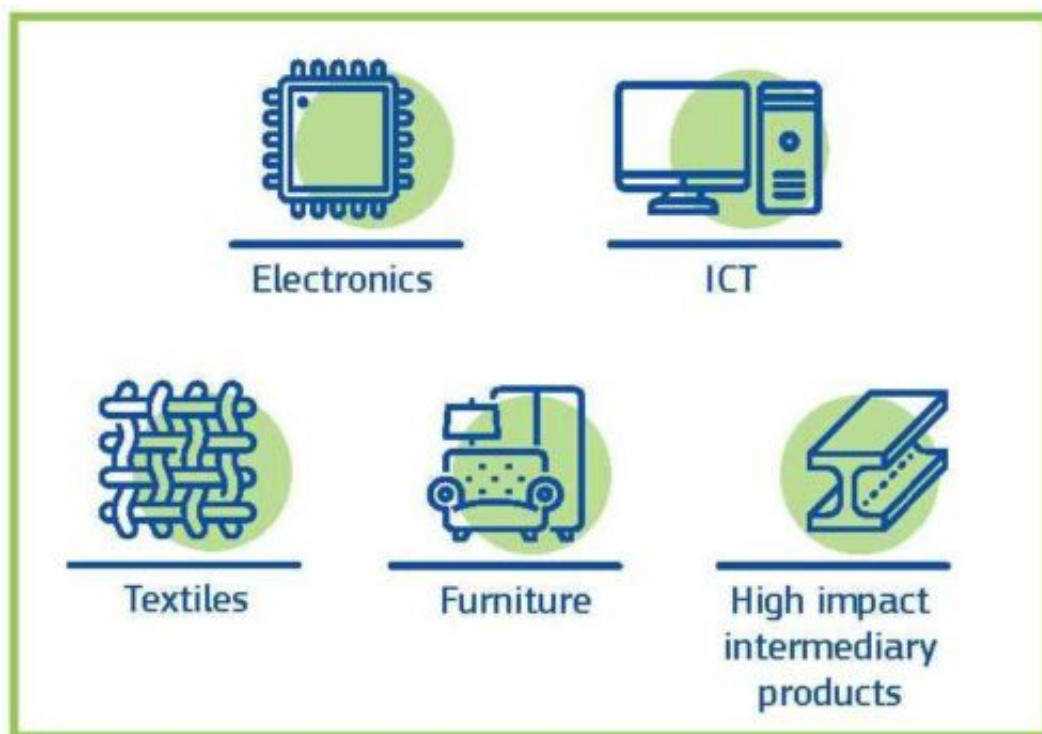 Electronics
ICT
Textiles
Furniture
High impact
intermediary
products